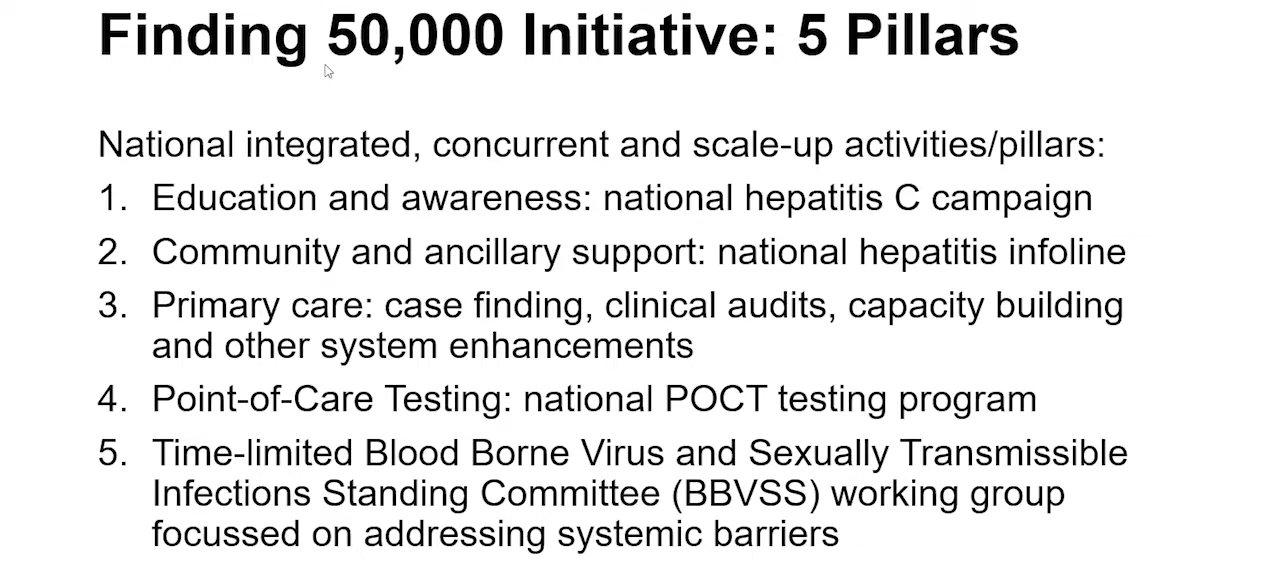 Finding 50,000 Initiative: 5 Pillars
National integrated, concurrent and scale-up activities/pillars:
1. Education and awareness: national hepatitis C campaign
2. Community and ancillary support: national hepatitis infoline
3. Primary care: case finding, clinical audits, capacity building
and other system enhancements
4. Point-of-Care Testing: national POCT testing program
5. Time-limited Blood Borne Virus and Sexually Transmissible
Infections Standing Committee (BBVSS) working group
focussed on addressing systemic barriers